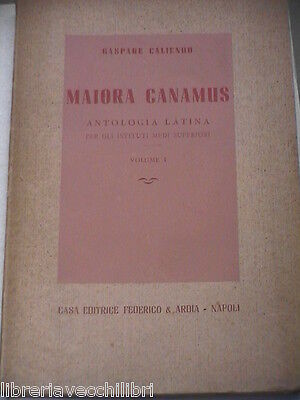 GASPARE CALIENDO
MAIORA CANAMUS
ANTOLOGIA LATINA
PER GLI ISTITUTI MEDI SUPERIORI
VOLUME I
CASA EDITRICE FEDERICO & ARDIA - NAPOLI
libreriavecchilibri